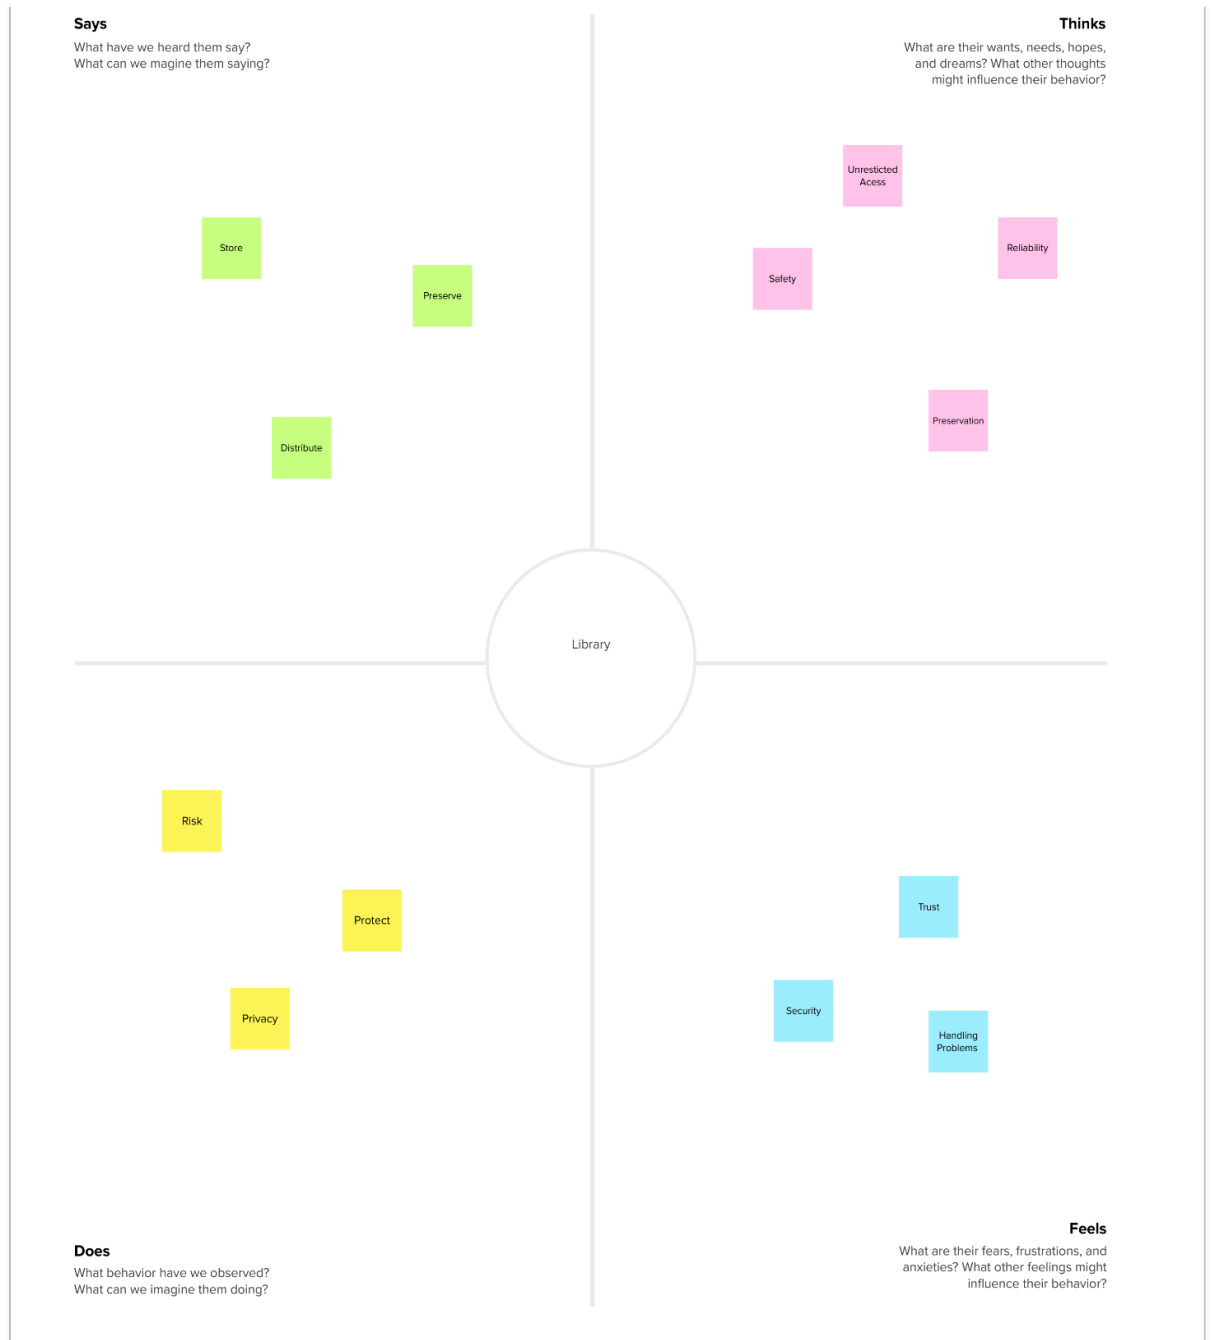 Says
What have we heard them say?
What can we magine them saying?
Thinks
What are their wants, needs, hopes,
and dreams? What other thoughts
might influence their behavior?
Unresticted
Acess
Store
Reliability
Safety
Preserve
Preservation
Distribute
Library
Risk
Protect
Privacy
Trust
Security
Handling
Problems
Does
What behavior have we observed?
What can we imagine them doing?
Feels
What are their fears, frustrations, and
anxieties? What other feelings might
influence their behavior?